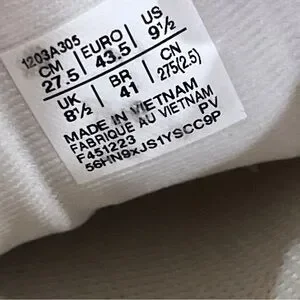 1203A305
CM EURO US
27.5 43.5 9½
UK BR CN
8½ 41 275(2.5)
MADE IN VIETNAM
FABRIQUE AU VIETNAM
F451223 PV
56HN9xJS1YSCC9P